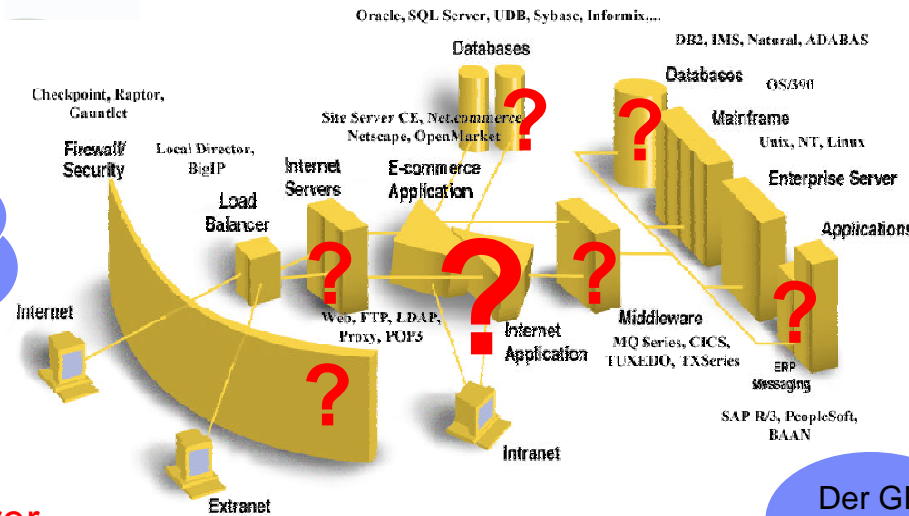 Oracle, SQL Server, UDB, Sybase, Informix....
Databases
DB2, IMS, Natural, ADABAS
Databases
OS/390
Mainframe
Unix, NT, Linux
Enterprise Server
Applications
Checkpoint, Raptor,
Gauntlet
Firewall/
Security
Local Director,
BigIP
Load
Balancer
Internet
Servers
Site Server CE, Net.commerce
Netscape, OpenMarket
E-commerce
Application
?
?
?
?
?
?
?
Internet
Web, FTP, LDAP,
Proxy, POP3
Internet
Application
Middleware
MQ Series, CICS,
TUXEDO, TXSeries
ERP
Messaging
SAP R/3, PeopleSoft,
BAAN
Intranet
Extranet
Der